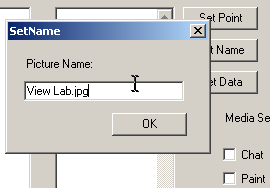 Set Point
SetName
Picture Name:
t Name
View Lab.jpg
et Data
OK
Media Se
Chat
Paint